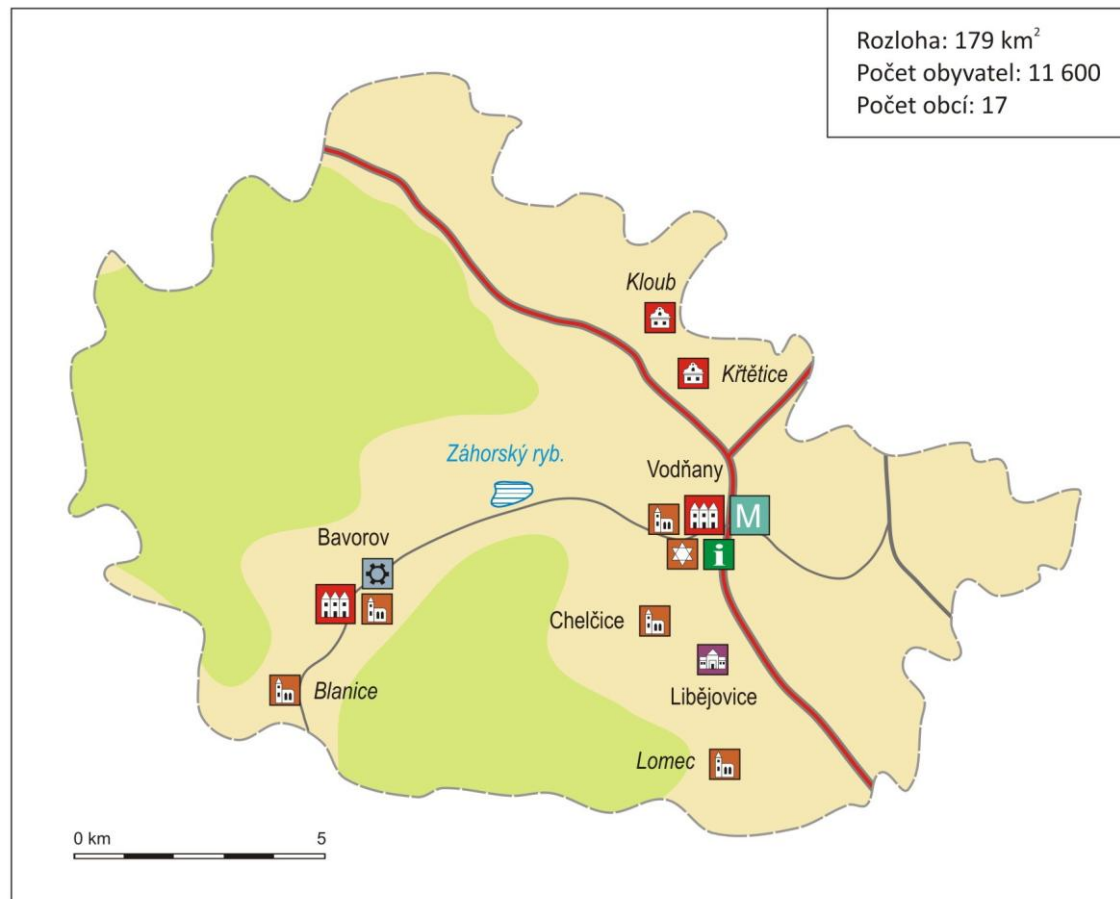 Rozloha: 179 km²
Počet obyvatel: 11 600
Počet obcí: 17
Kloub
Křtětice
Záhorský ryb.
Vodňany
M
i
Bavorov
Chelčice
Blanice
Libějovice
Lomec
0 km 5